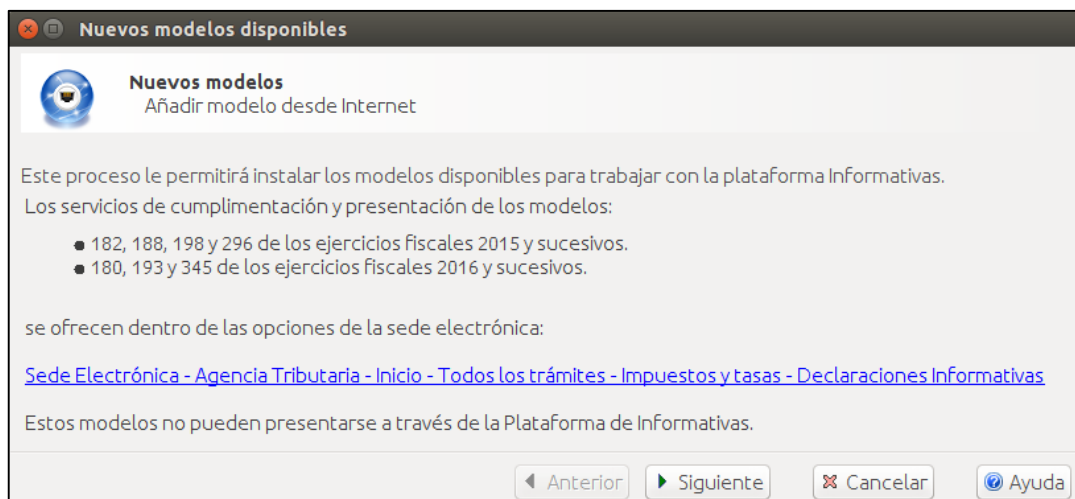 Nuevos modelos disponibles
Nuevos modelos
Añadir modelo desde Internet
Este proceso le permitirá instalar los modelos disponibles para trabajar con la plataforma Informativas.
Los servicios de cumplimentación y presentación de los modelos:
● 182, 188, 198 y 296 de los ejercicios fiscales 2015 y sucesivos.
● 180, 193 y 345 de los ejercicios fiscales 2016 y sucesivos.
se ofrecen dentro de las opciones de la sede electrónica:
Sede Electrónica - Agencia Tributaria - Inicio - Todos los trámites - Impuestos y tasas - Declaraciones Informativas
Estos modelos no pueden presentarse a través de la Plataforma de Informativas.
Anterior Siguiente Cancelar Ayuda